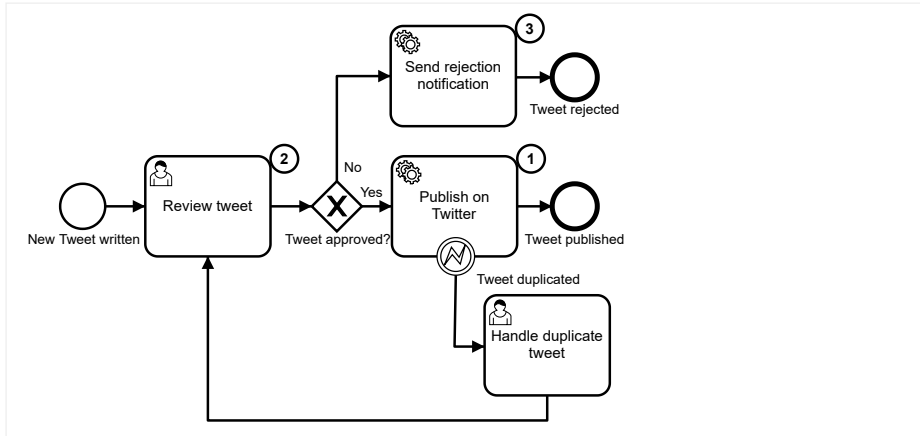 3
Send rejection
notification
Tweet rejected
2
No
1
Review tweet
Yes
Publish on
Twitter
New Tweet written
Tweet approved?
Tweet published
Tweet duplicated
Handle duplicate
tweet